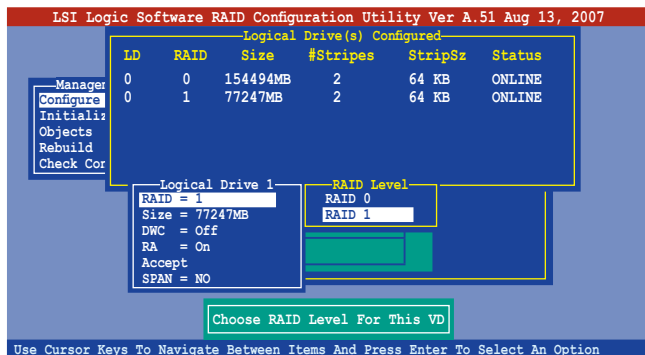 LSI Logic Software RAID Configuration Utility Ver A.51 Aug 13, 2007
Logical Drive(s) Configured
LD RAID Size #Stripes StripSz Status
0 0 154494MB 2 64 KB ONLINE
0 1 77247MB 2 64 KB ONLINE
Manage
Configure
Initializ
Objects
Rebuild
Check Cor
Logical Drive 1
RAID = 1
Size = 77247MB
DWC = Off
RA = On
Accept
SPAN = NO
RAID Level
RAID 0
RAID 1
Choose RAID Level For This VD
Use Cursor Keys To Navigate Between Items And Press Enter To Select An Option